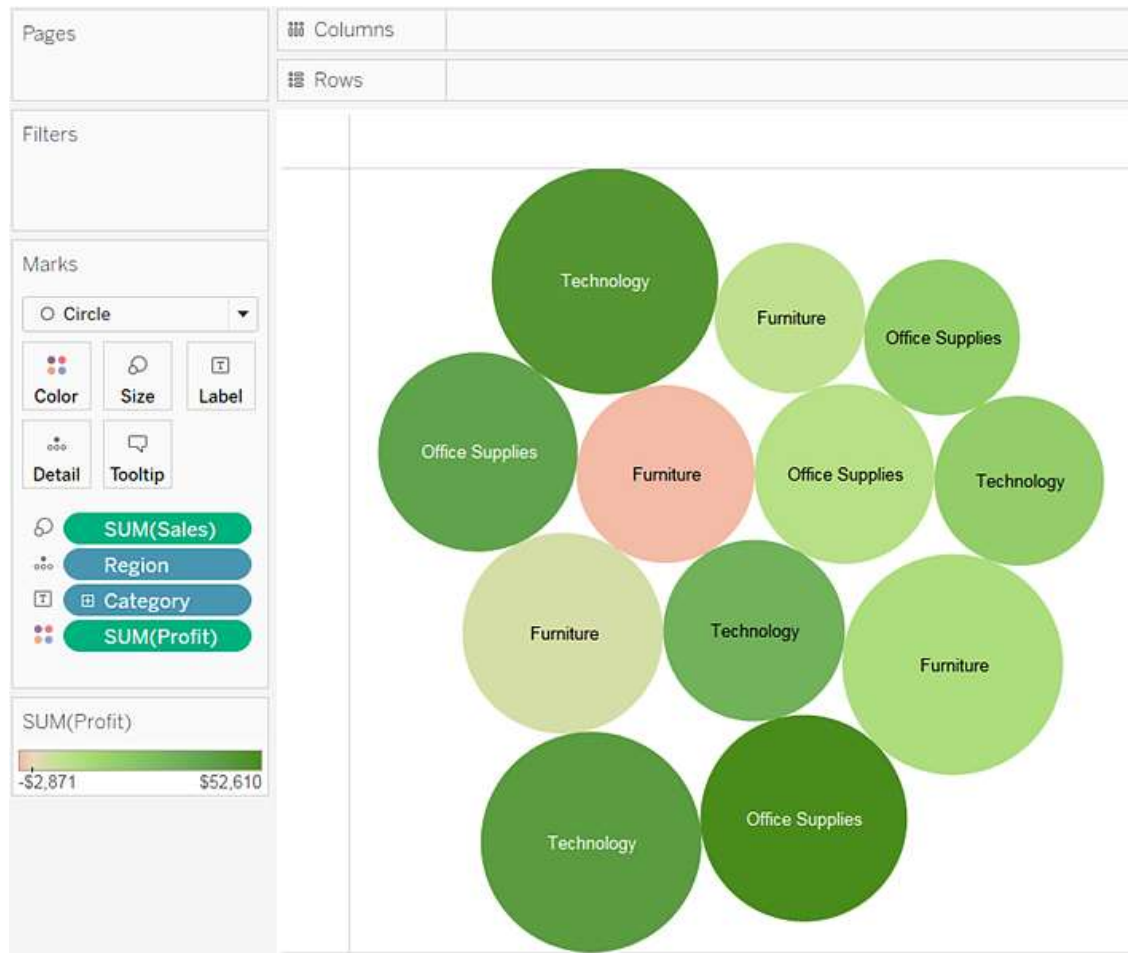 Pages
Columns
Rows
Filters
Marks
Circle
Color Size Label
Detail Tooltip
SUM(Sales)
Region
Category
SUM(Profit)
SUM(Profit)
-$2,871 $52,610
Technology
Furniture
Office Supplies
Office Supplies
Furniture
Office Supplies
Technology
Furniture
Technology
Furniture
Technology
Office Supplies